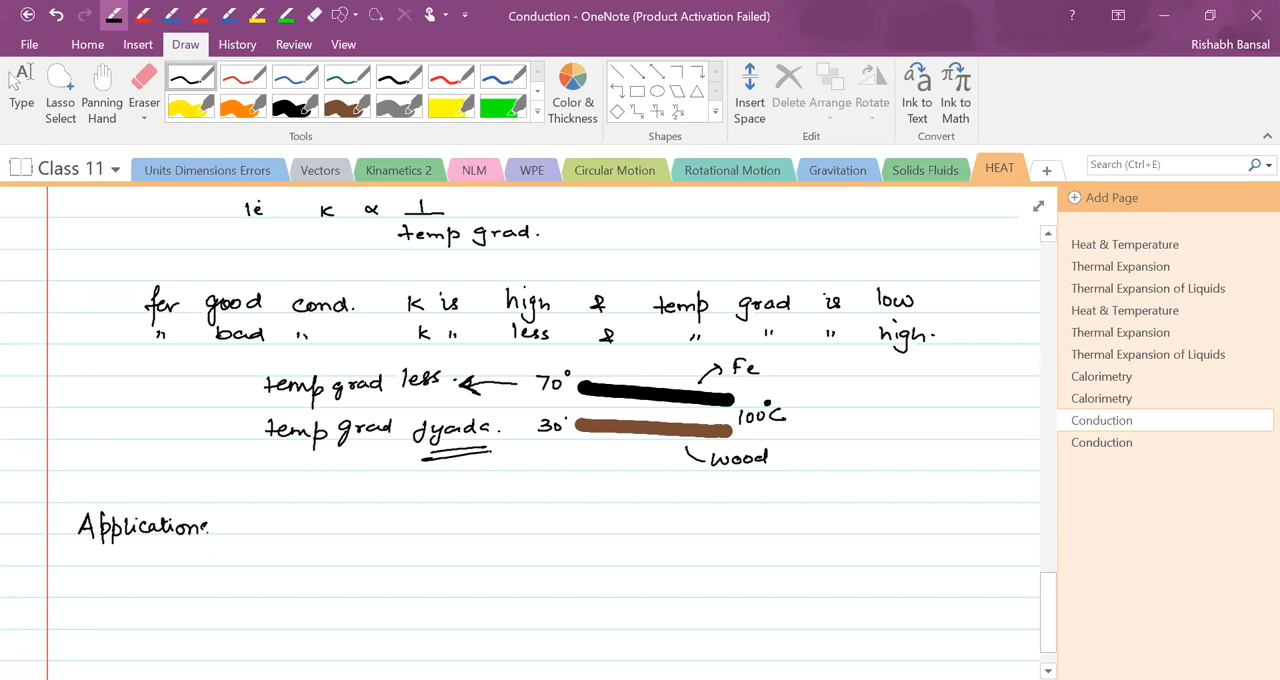 Conduction - OneNote (Product Activation Failed)
?
File Home Insert Draw History Review View
Rishabh Bansal
Type
Lasso Select
Panning Hand
Eraser
Color & Thickness
Insert Space
Delete
Arrange
Rotate
Ink to Text
Ink to Math
Tools
Shapes
Edit
Convert
Class 11
Units Dimensions Errors
Vectors
Kinametics 2
NLM
WPE
Circular Motion
Rotational Motion
Gravitation
Solids Fluids
HEAT
Search (Ctrl+E)
Add Page
Heat & Temperature
Thermal Expansion
Thermal Expansion of Liquids
Heat & Temperature
Thermal Expansion
Thermal Expansion of Liquids
Calorimetry
Calorimetry
Conduction
Conduction
ie K ∝ 1
temp grad.
for good cond. K is high & temp grad is low
" bad " K " less & " " " high.
temp grad less. ← 70° → Fe
100°C
temp grad jyada. 30°
wood
Applications